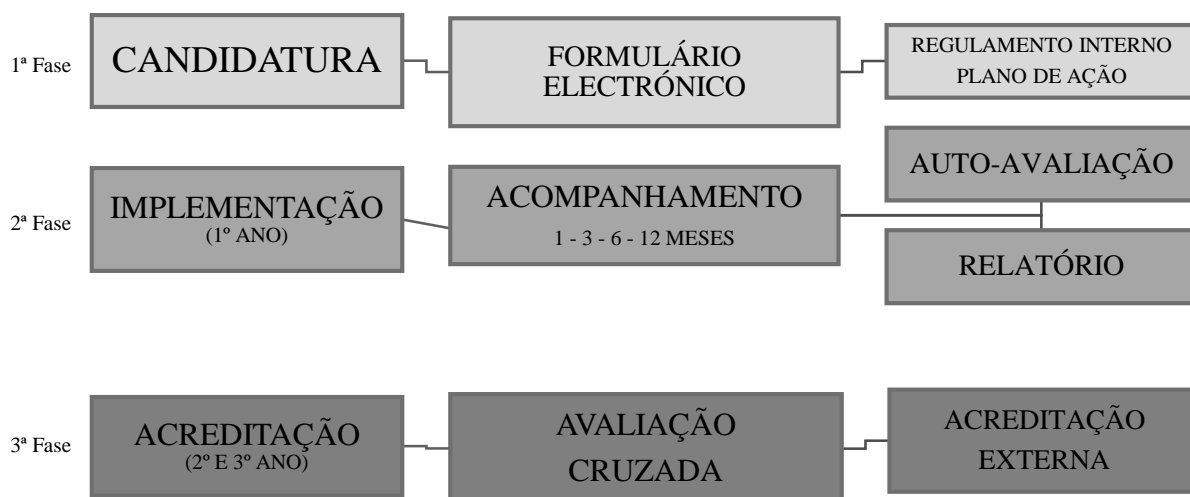 1ª Fase
CANDIDATURA
FORMULÁRIO
ELECTRÓNICO
REGULAMENTO INTERNO
PLANO DE AÇÃO
2ª Fase
IMPLEMENTAÇÃO
(1º ANO)
ACOMPANHAMENTO
1 - 3 - 6 - 12 MESES
AUTO-AVALIAÇÃO
RELATÓRIO
3ª Fase
ACREDITAÇÃO
(2º E 3º ANO)
AVALIAÇÃO
CRUZADA
ACREDITAÇÃO
EXTERNA